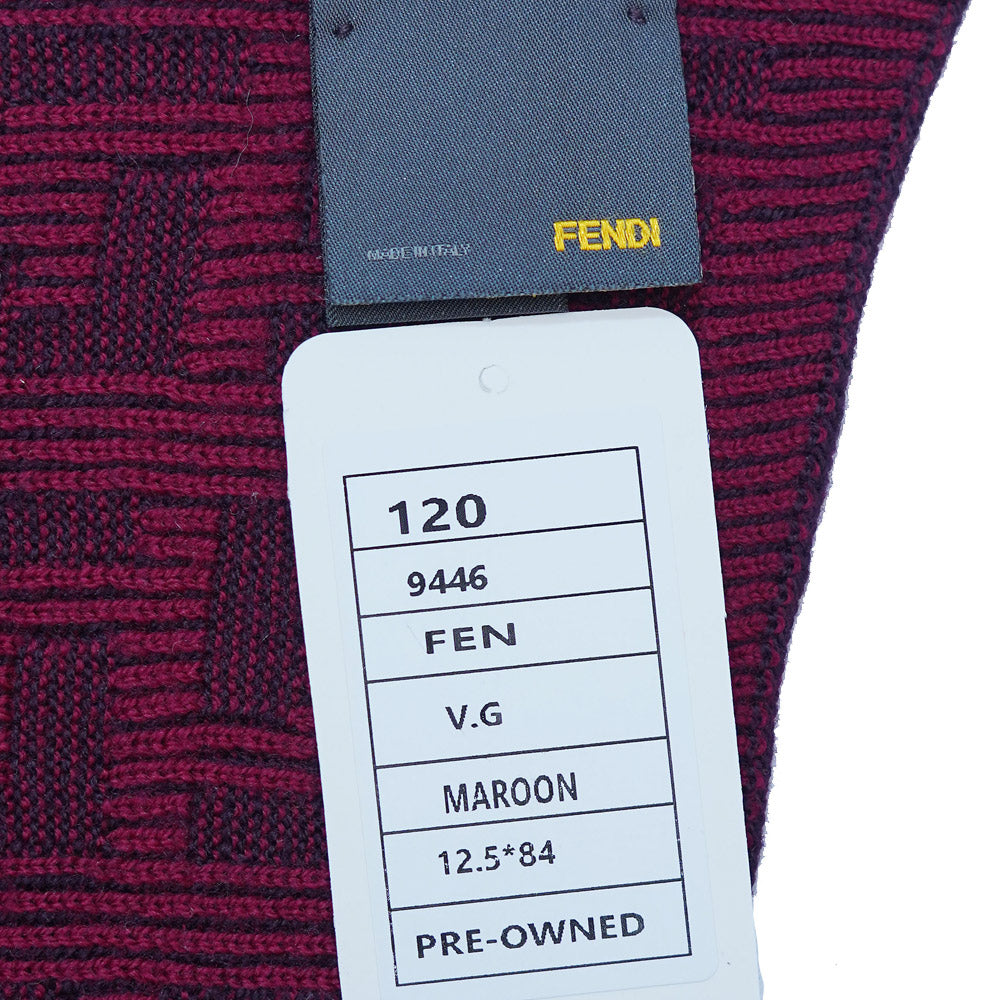 MADE IN ITALY
FENDI
120
9446
FEN
V.G
MAROON
12.5*84
PRE-OWNED